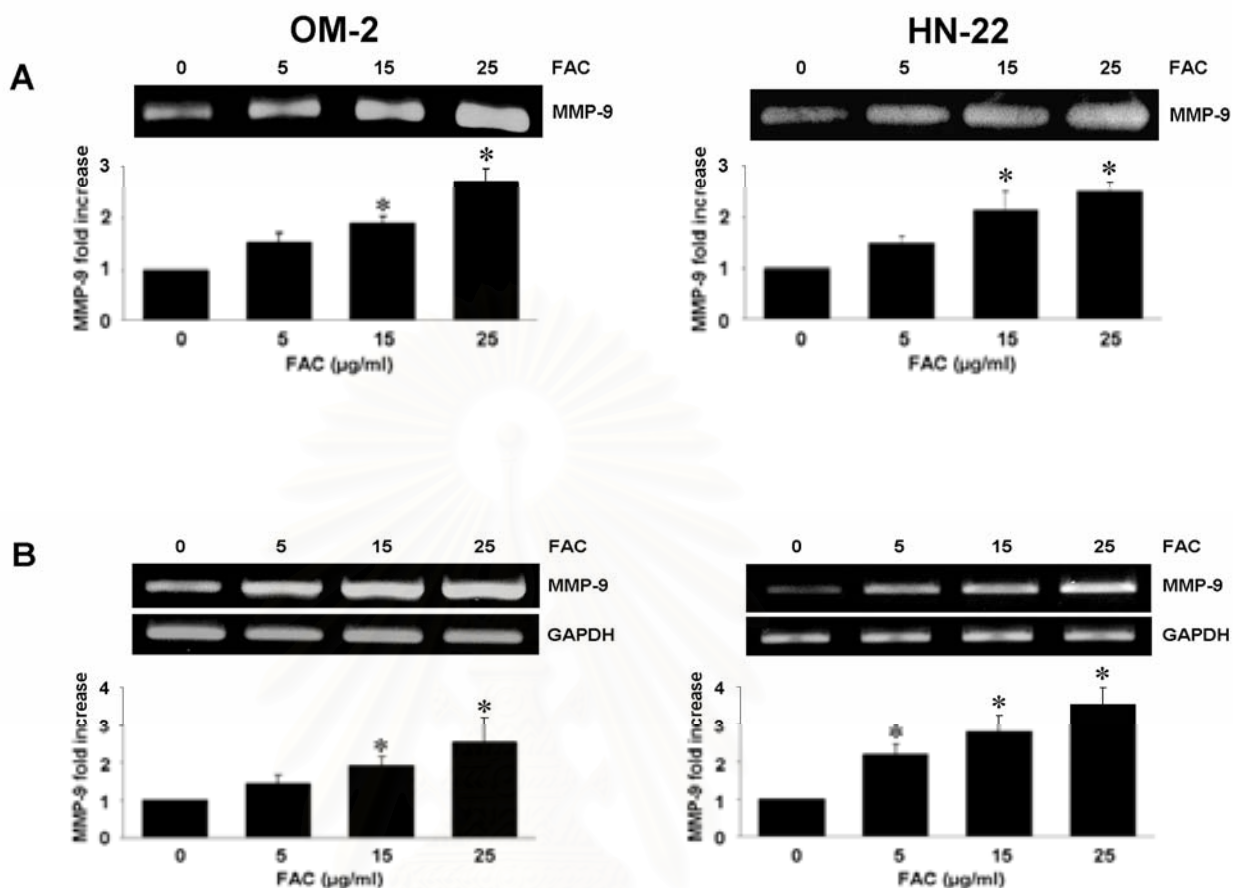 OM-2 HN-22
A
0 5 15 25 FAC
MMP-9
MMP-9 fold increase
3
2
1
0
* *
0 5 15 25
FAC (µg/ml)
0 5 15 25 FAC
MMP-9
MMP-9 fold increase
3
2
1
0
* *
0 5 15 25
FAC (µg/ml)
B
0 5 15 25 FAC
MMP-9
GAPDH
MMP-9 fold increase
4
3
2
1
0
* *
0 5 15 25
FAC (µg/ml)
0 5 15 25 FAC
MMP-9
GAPDH
MMP-9 fold increase
4
3
2
1
0
* * *
0 5 15 25
FAC (µg/ml)